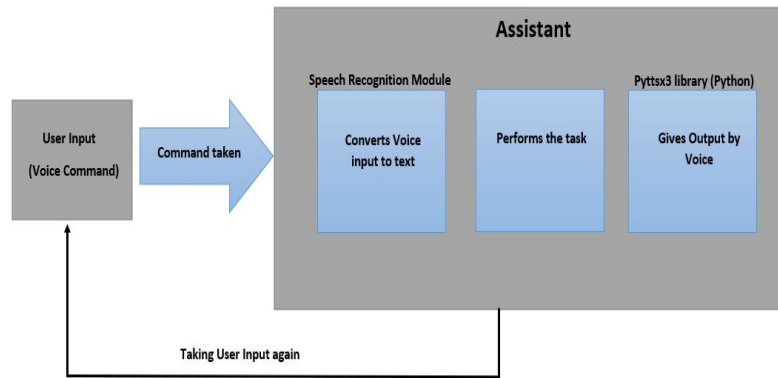 Assistant
Speech Recognition Module
Pyttsx3 library (Python)
User Input
(Voice Command)
Command taken
Converts Voice
input to text
Performs the task
Gives Output by
Voice
Taking User Input again